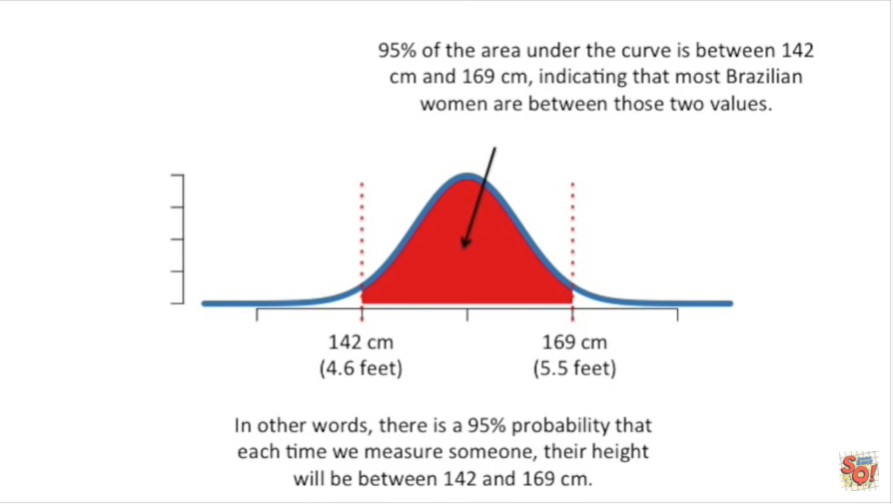 95% of the area under the curve is between 142
cm and 169 cm, indicating that most Brazilian
women are between those two values.
142 cm
(4.6 feet)
169 cm
(5.5 feet)
In other words, there is a 95% probability that
each time we measure someone, their height
will be between 142 and 169 cm.
SQ!